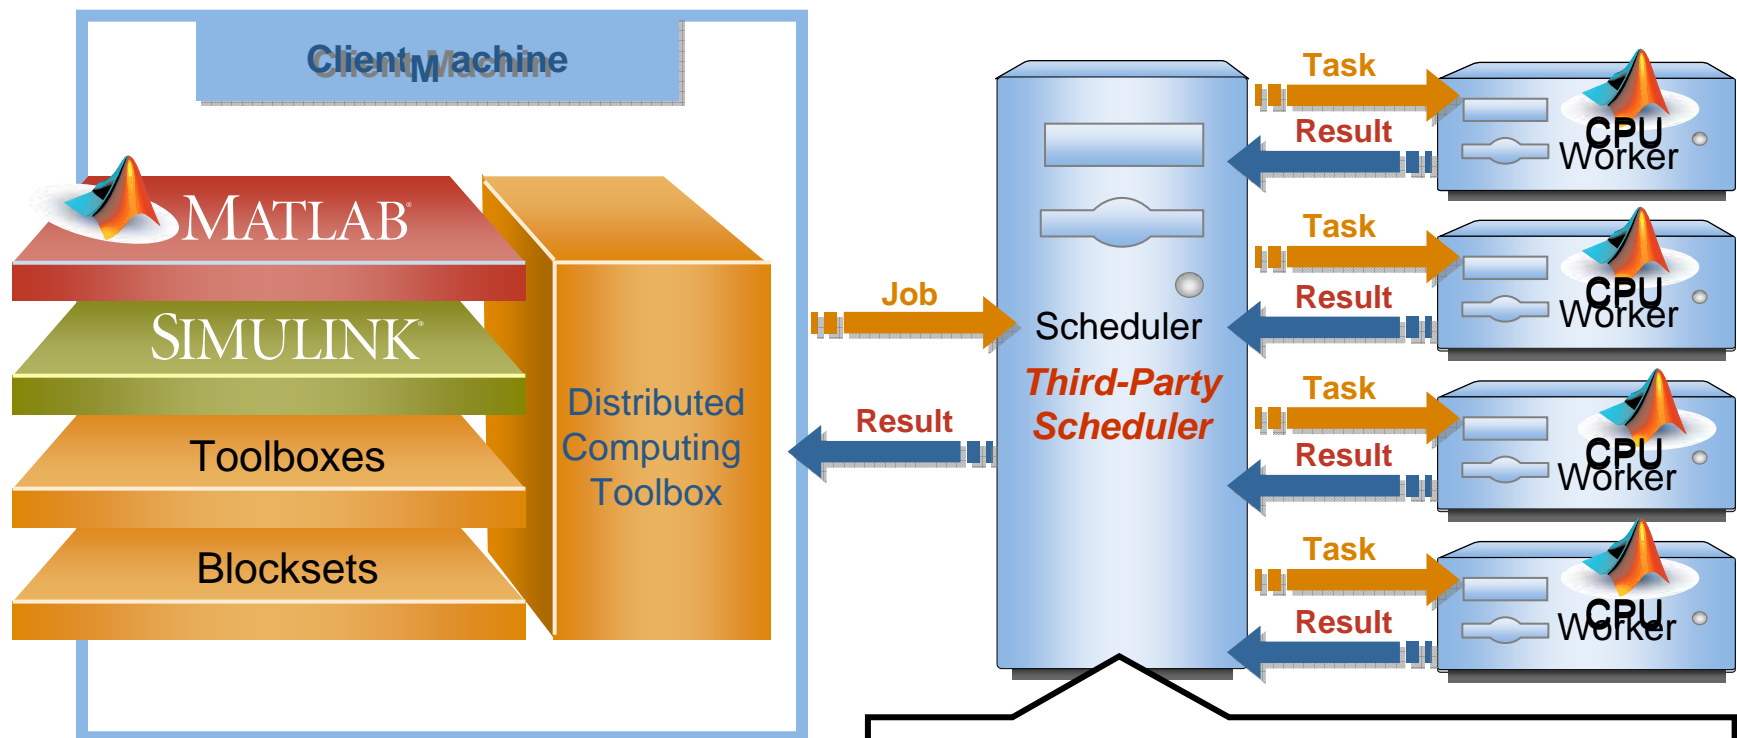 Client Machine
MATLAB®
SIMULINK®
Toolboxes
Blocksets
Distributed
Computing
Toolbox
Job
Result
Scheduler
Third-Party
Scheduler
Task
Result
CPU
Worker
Task
Result
CPU
Worker
Task
Result
CPU
Worker
Task
Result
CPU
Worker